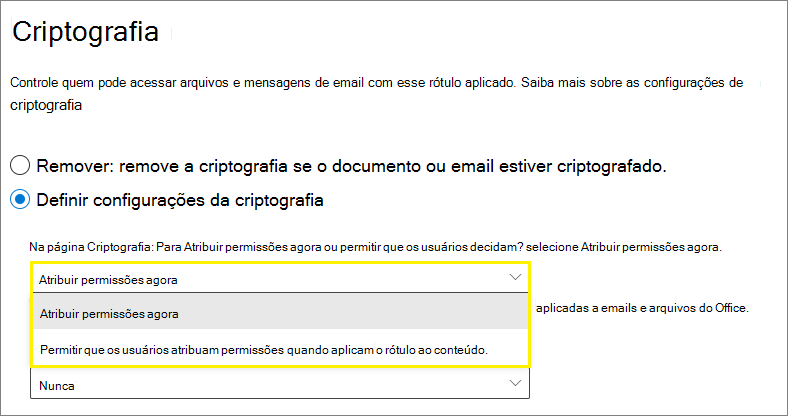 Criptografia
Controle quem pode acessar arquivos e mensagens de email com esse rótulo aplicado. Saiba mais sobre as configurações de
criptografia
Remover: remove a criptografia se o documento ou email estiver criptografado.
Definir configurações da criptografia
Na página Criptografia: Para Atribuir permissões agora ou permitir que os usuários decidam? selecione Atribuir permissões agora.
Atribuir permissões agora
Atribuir permissões agora
aplicadas a emails e arquivos do Office.
Permitir que os usuários atribuam permissões quando aplicam o rótulo ao conteúdo.
Nunca